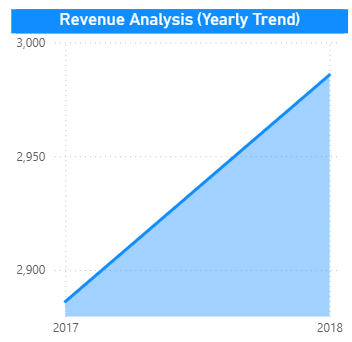 Revenue Analysis (Yearly Trend)
3,000
2,950
2,900
2017 2018